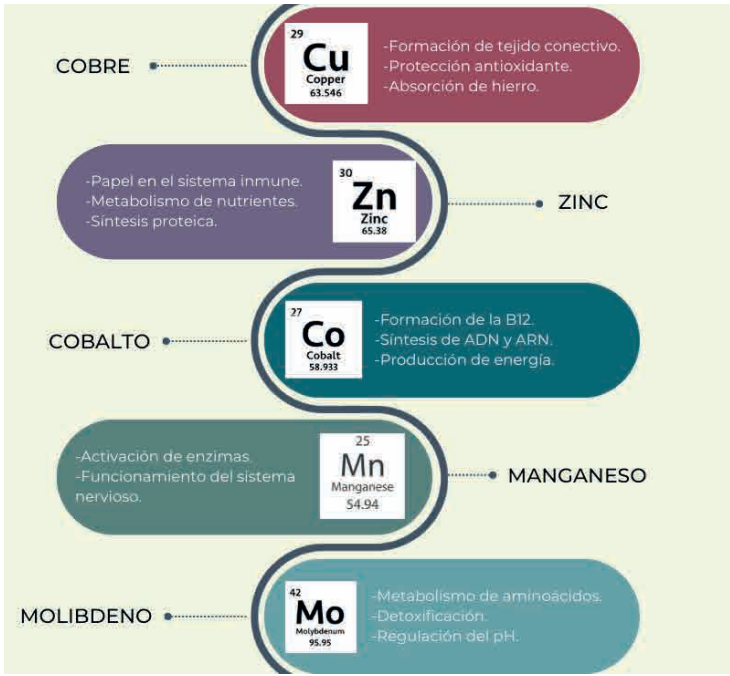 COBRE
29
Cu
Copper
63.546
-Formación de tejido conectivo.
-Protección antioxidante.
-Absorción de hierro.
-Papel en el sistema inmune.
-Metabolismo de nutrientes.
-Síntesis proteica.
30
Zn
Zinc
65.38
ZINC
COBALTO
27
Co
Cobalt
58.933
-Formación de la B12.
-Síntesis de ADN y ARN.
-Producción de energía.
-Activación de enzimas.
-Funcionamiento del sistema
nervioso.
25
Mn
Manganese
54.94
MANGANESO
MOLIBDENO
42
Mo
Molybdenum
95.95
-Metabolismo de aminoácidos.
-Detoxificación.
-Regulación del pH.